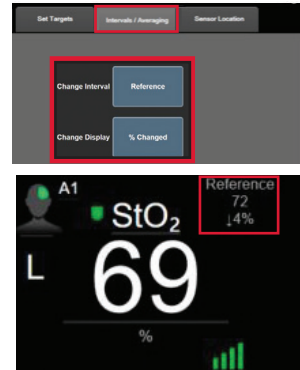 Set Targets Intervals / Averaging Sensor Location
Change Interval Reference
Change Display % Changed
A1 StO₂ Reference
72
↓4%
L 69
%